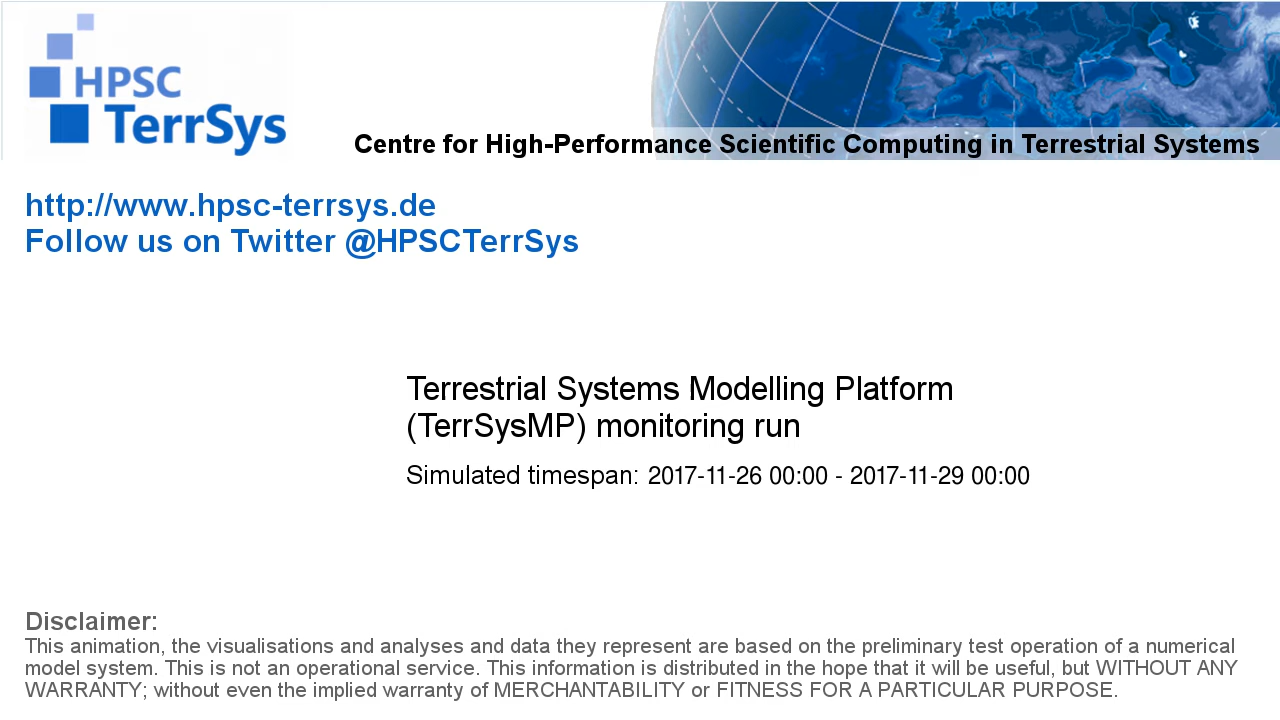 HPSC
TerrSys
Centre for High-Performance Scientific Computing in Terrestrial Systems
http://www.hpsc-terrsys.de
Follow us on Twitter @HPSCTerrSys
Terrestrial Systems Modelling Platform
(TerrSysMP) monitoring run
Simulated timespan: 2017-11-26 00:00 - 2017-11-29 00:00
Disclaimer:
This animation, the visualisations and analyses and data they represent are based on the preliminary test operation of a numerical
model system. This is not an operational service. This information is distributed in the hope that it will be useful, but WITHOUT ANY
WARRANTY; without even the implied warranty of MERCHANTABILITY or FITNESS FOR A PARTICULAR PURPOSE.